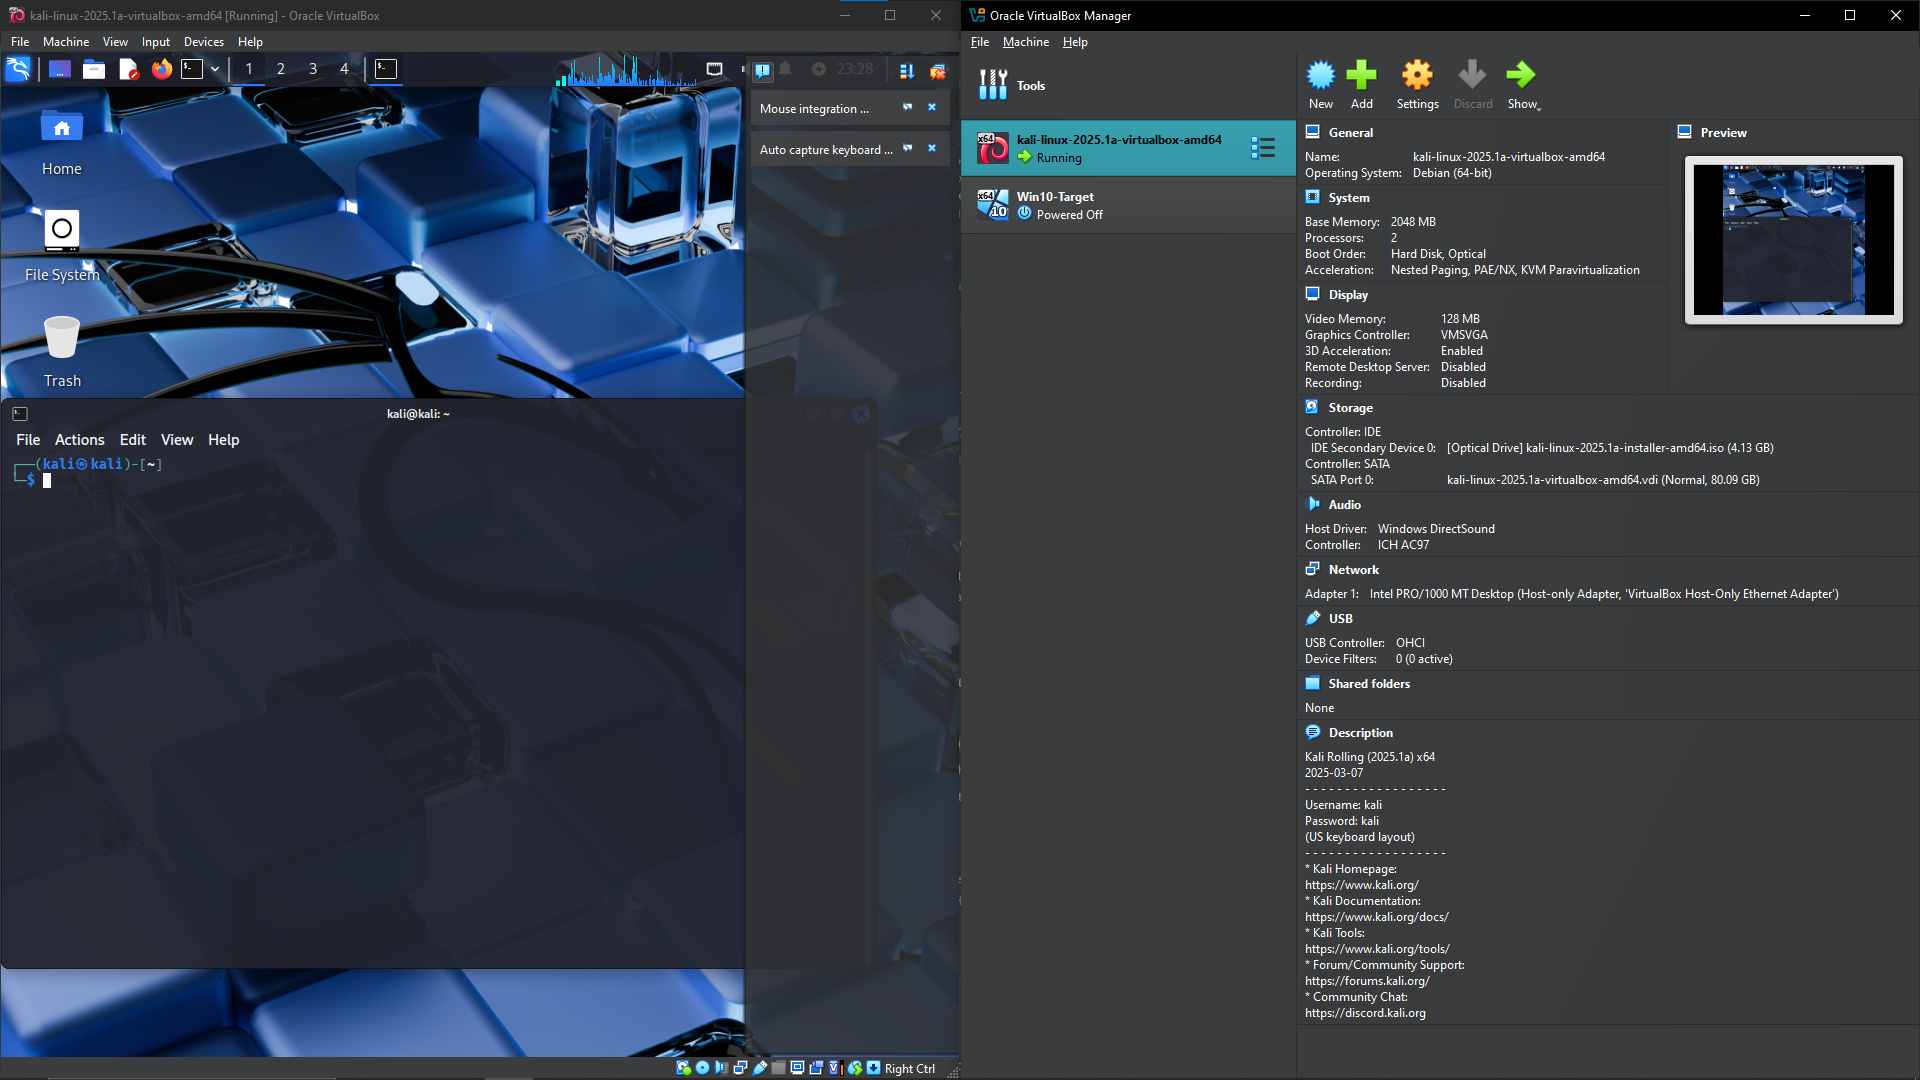 kali-linux-2025.1a-virtualbox-amd64 [Running] - Oracle VirtualBox
File Machine View Input Devices Help
1 2 3 4
23:28
Mouse integration ...
Auto capture keyboard ...
Home
File System
Trash
kali@kali: ~
File Actions Edit View Help
┌──(kali㉿kali)-[~]
└─$
Right Ctrl
Oracle VirtualBox Manager
File Machine Help
Tools
kali-linux-2025.1a-virtualbox-amd64
Running
Win10-Target
Powered Off
New Add Settings Discard Show
General
Name: kali-linux-2025.1a-virtualbox-amd64
Operating System: Debian (64-bit)
Preview
System
Base Memory: 2048 MB
Processors: 2
Boot Order: Hard Disk, Optical
Acceleration: Nested Paging, PAE/NX, KVM Paravirtualization
Display
Video Memory: 128 MB
Graphics Controller: VMSVGA
3D Acceleration: Enabled
Remote Desktop Server: Disabled
Recording: Disabled
Storage
Controller: IDE
IDE Secondary Device 0: [Optical Drive] kali-linux-2025.1a-installer-amd64.iso (4.13 GB)
Controller: SATA
SATA Port 0: kali-linux-2025.1a-virtualbox-amd64.vdi (Normal, 80.09 GB)
Audio
Host Driver: Windows DirectSound
Controller: ICH AC97
Network
Adapter 1: Intel PRO/1000 MT Desktop (Host-only Adapter, 'VirtualBox Host-Only Ethernet Adapter')
USB
USB Controller: OHCI
Device Filters: 0 (0 active)
Shared folders
None
Description
Kali Rolling (2025.1a) x64
2025-03-07
- - - - - - - - - - - - - - - - - -
Username: kali
Password: kali
(US keyboard layout)
- - - - - - - - - - - - - - - - - -
* Kali Homepage:
https://www.kali.org/
* Kali Documentation:
https://www.kali.org/docs/
* Kali Tools:
https://www.kali.org/tools/
* Forum/Community Support:
https://forums.kali.org/
* Community Chat:
https://discord.kali.org